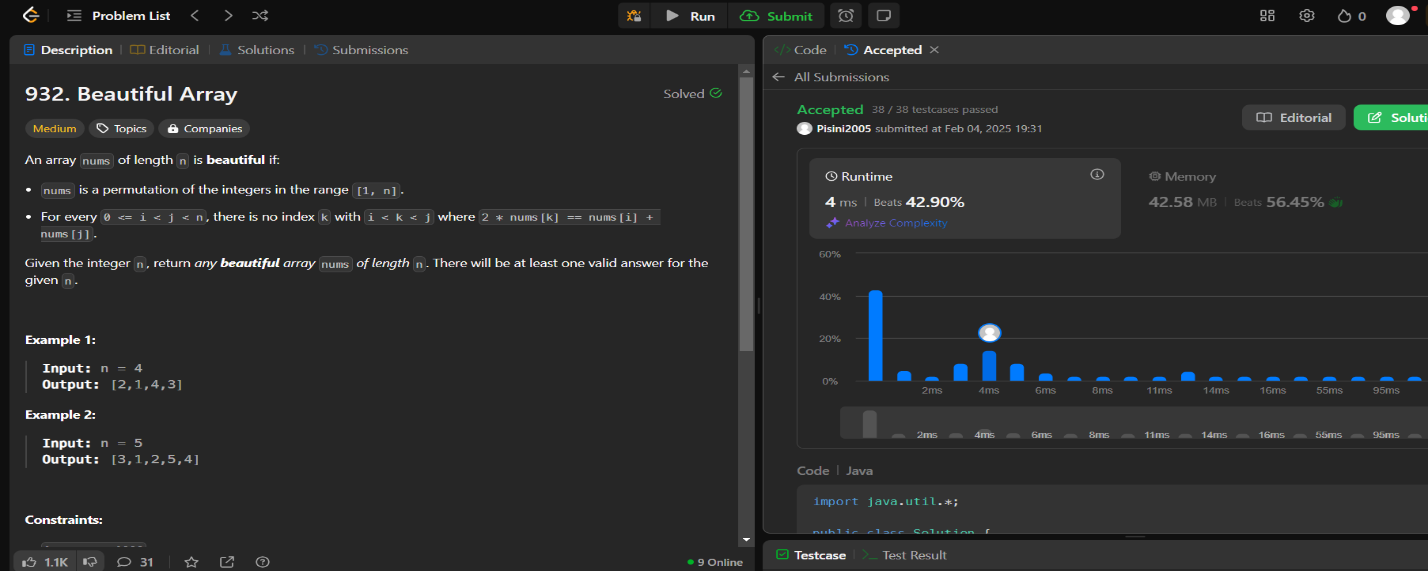 Problem List
Run
Submit
0
Description | Editorial | Solutions | Submissions
932. Beautiful Array
Solved
Medium
Topics
Companies
An array nums of length n is beautiful if:
• nums is a permutation of the integers in the range [1, n].
• For every 0 <= i < j < n, there is no index k with i < k < j where 2 * nums[k] == nums[i] +
nums[j].
Given the integer n, return any beautiful array nums of length n. There will be at least one valid answer for the
given n.
Example 1:
Input: n = 4
Output: [2,1,4,3]
Example 2:
Input: n = 5
Output: [3,1,2,5,4]
Constraints:
1.1K
31
9 Online
</> Code | Accepted
All Submissions
Accepted 38 / 38 testcases passed
Pisini2005 submitted at Feb 04, 2025 19:31
Editorial
Soluti
Runtime
4 ms | Beats 42.90%
Analyze Complexity
Memory
42.58 MB | Beats 56.45%
60%
40%
20%
0%
2ms 4ms 6ms 8ms 11ms 14ms 16ms 55ms 95ms
2ms 4ms 6ms 8ms 11ms 14ms 16ms 55ms 95ms
Code | Java
import java.util.*;
public class Solution {
Testcase | >_ Test Result